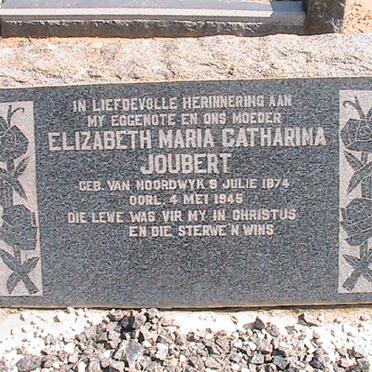 IN LIEFDEVOLLE HERINNERING AAN
MY EGGENOTE EN ONS MOEDER
ELIZABETH MARIA CATHARINA
JOUBERT
GEB. VAN NOORDWYK 9 JULIE 1874
OORL. 4 MEI 1945
DIE LEWE WAS VIR MY IN CHRISTUS
EN DIE STERWE 'N WINS